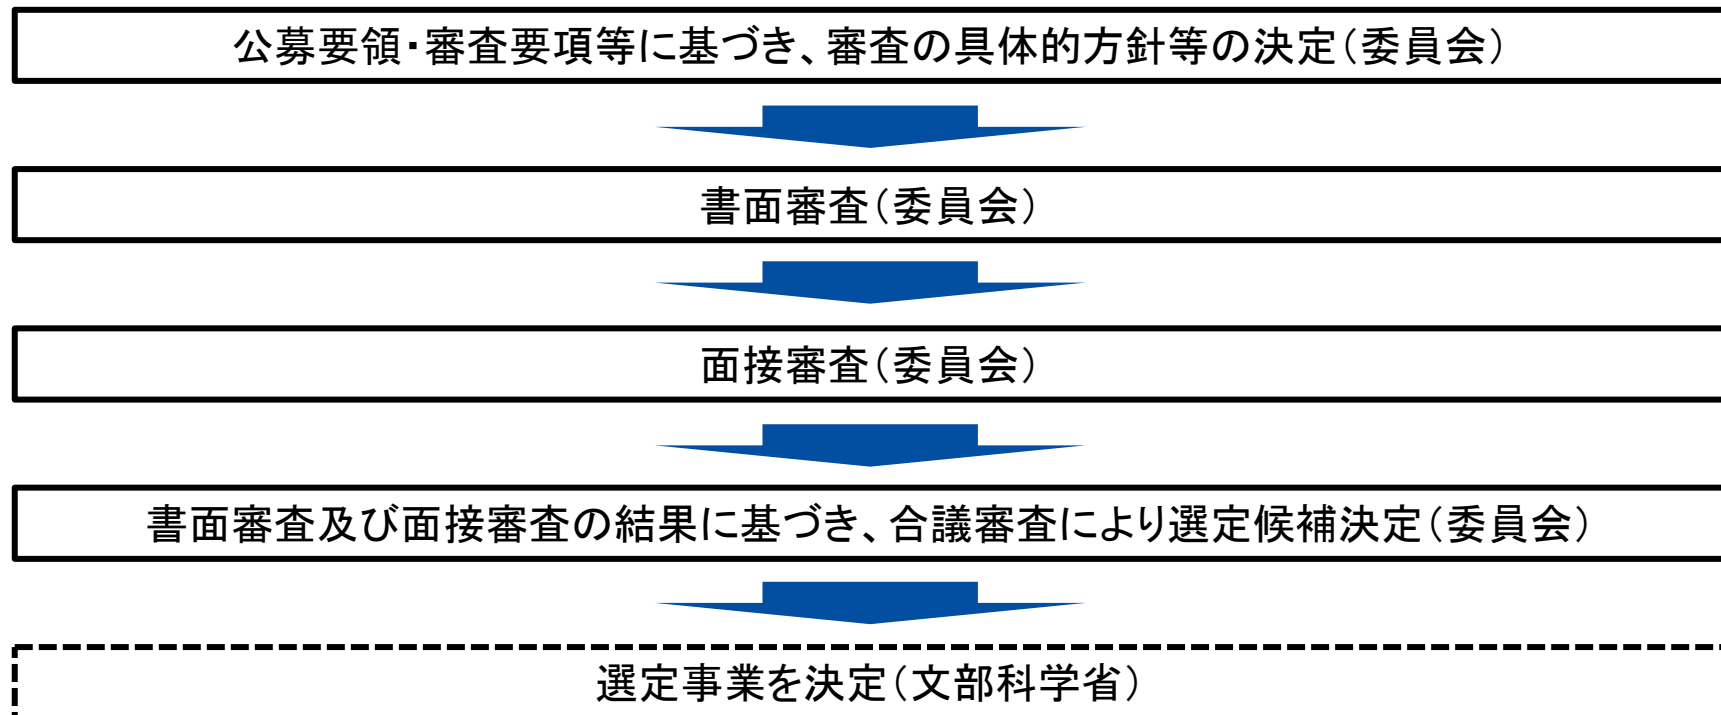 公募要領・審査要項等に基づき、審査の具体的方針等の決定（委員会）
書面審査（委員会）
面接審査（委員会）
書面審査及び面接審査の結果に基づき、合議審査により選定候補決定（委員会）
選定事業を決定（文部科学省）